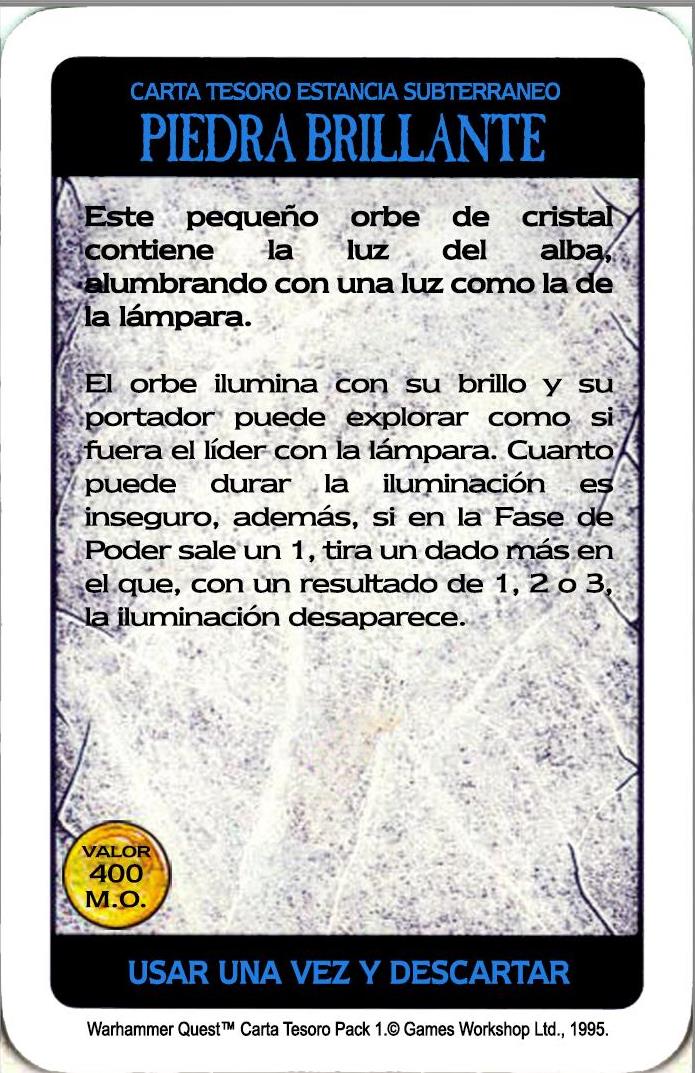 CARTA TESORO ESTANCIA SUBTERRANEO
PIEDRA BRILLANTE
Este pequeño orbe de cristal
contiene la luz del alba,
alumbrando con una luz como la de
la lámpara.
El orbe ilumina con su brillo y su
portador puede explorar como si
fuera el líder con la lámpara. Cuanto
puede durar la iluminación es
inseguro, además, si en la Fase de
Poder sale un 1, tira un dado más en
el que, con un resultado de 1, 2 o 3,
la iluminación desaparece.
VALOR
400
M.O.
USAR UNA VEZ Y DESCARTAR
Warhammer Quest™ Carta Tesoro Pack 1.© Games Workshop Ltd., 1995.